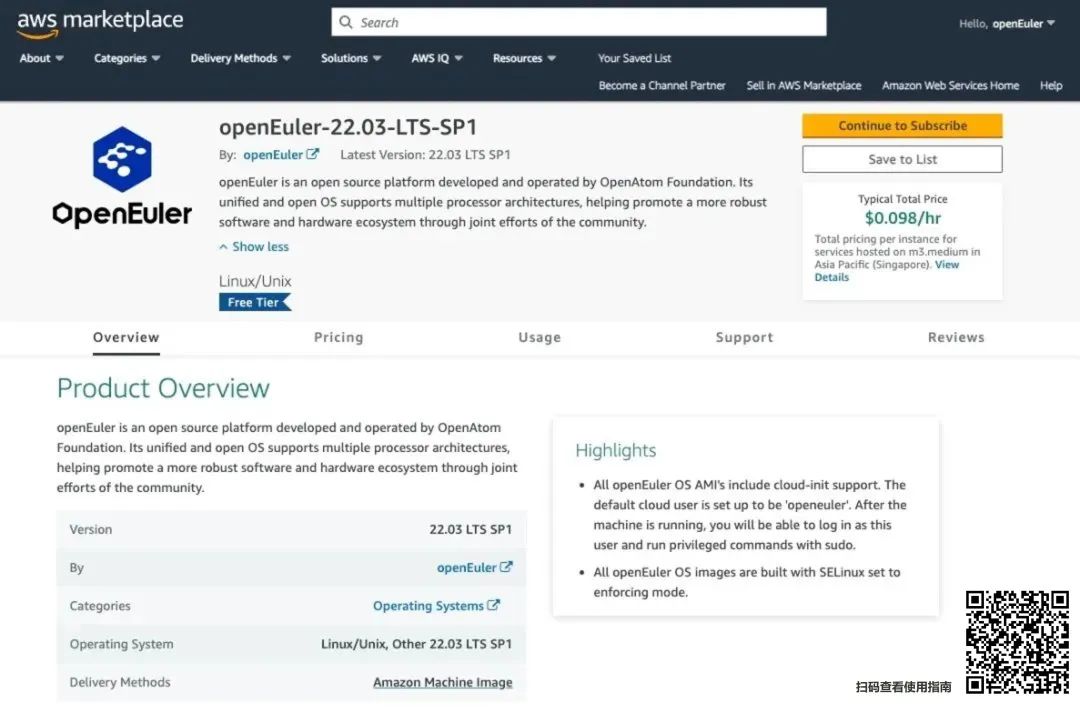 aws marketplace
Search
Hello, openEuler
About
Categories
Delivery Methods
Solutions
AWS IQ
Resources
Your Saved List
Become a Channel Partner
Sell in AWS Marketplace
Amazon Web Services Home
Help
OpenEuler
openEuler-22.03-LTS-SP1
By: openEuler
Latest Version: 22.03 LTS SP1
openEuler is an open source platform developed and operated by OpenAtom Foundation. Its
unified and open OS supports multiple processor architectures, helping promote a more robust
software and hardware ecosystem through joint efforts of the community.
Show less
Linux/Unix
Free Tier
Continue to Subscribe
Save to List
Typical Total Price
$0.098/hr
Total pricing per instance for
services hosted on m3.medium in
Asia Pacific (Singapore). View
Details
Overview
Pricing
Usage
Support
Reviews
Product Overview
openEuler is an open source platform developed and operated by OpenAtom
Foundation. Its unified and open OS supports multiple processor architectures,
helping promote a more robust software and hardware ecosystem through joint
efforts of the community.
Version 22.03 LTS SP1
By openEuler
Categories Operating Systems
Operating System Linux/Unix, Other 22.03 LTS SP1
Delivery Methods Amazon Machine Image
Highlights
• All openEuler OS AMI's include cloud-init support. The
default cloud user is set up to be 'openeuler'. After the
machine is running, you will be able to log in as this
user and run privileged commands with sudo.
• All openEuler OS images are built with SELinux set to
enforcing mode.
扫码查看使用指南